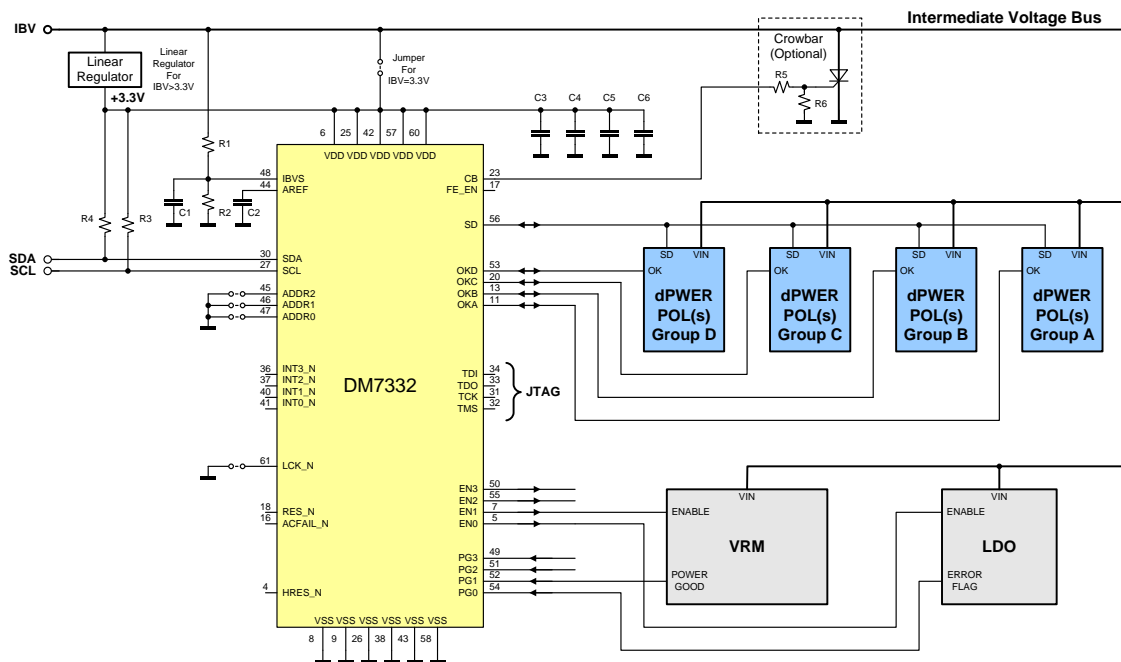 Intermediate Voltage Bus
IBV
Linear
Regulator
Linear
Regulator
For
IBV>3.3V
+3.3V
Jumper
For
IBV=3.3V
Crowbar
(Optional)
R5
R6
C3 C4 C5 C6
6 25 42 57 60
VDD VDD VDD VDD VDD
R1
R4 R3 C1 R2 C2
48 IBVS
44 AREF
CB 23
FE_EN 17
SD 56
SDA 30 SDA
SCL 27 SCL
OKD 53
OKC 20
OKB 13
OKA 11
45 ADDR2
46 ADDR1
47 ADDR0
SD VIN
OK
dPWER
POL(s)
Group D
SD VIN
OK
dPWER
POL(s)
Group C
SD VIN
OK
dPWER
POL(s)
Group B
SD VIN
OK
dPWER
POL(s)
Group A
36 INT3_N
37 INT2_N
40 INT1_N
41 INT0_N
DM7332
TDI 34
TDO 33
TCK 31
TMS 32
JTAG
61 LCK_N
18 RES_N
16 ACFAIL_N
4 HRES_N
EN3 50
EN2 55
EN1 7
EN0 5
PG3 49
PG2 51
PG1 52
PG0 54
VIN
ENABLE
VRM
POWER
GOOD
VIN
ENABLE
LDO
ERROR
FLAG
VSS VSS VSS VSS VSS VSS
8 9 26 38 43 58